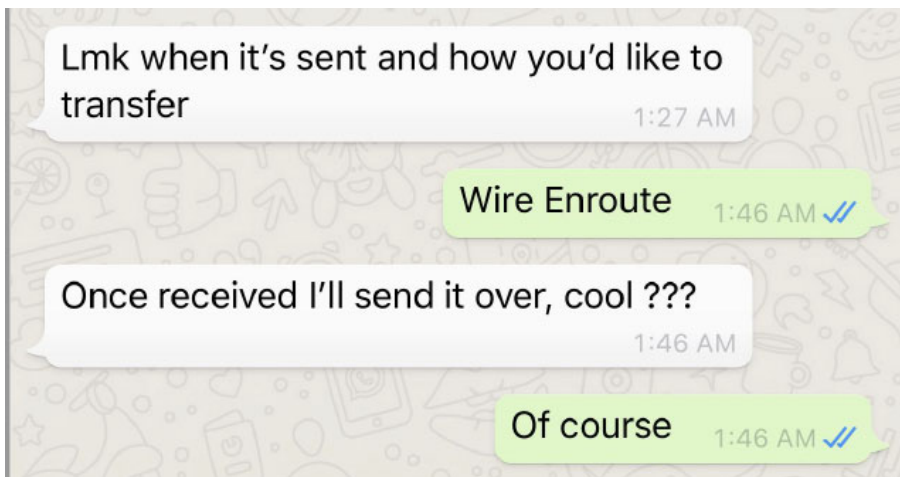 Lmk when it’s sent and how you’d like to
transfer
1:27 AM
Wire Enroute 1:46 AM
Once received I’ll send it over, cool ???
1:46 AM
Of course 1:46 AM